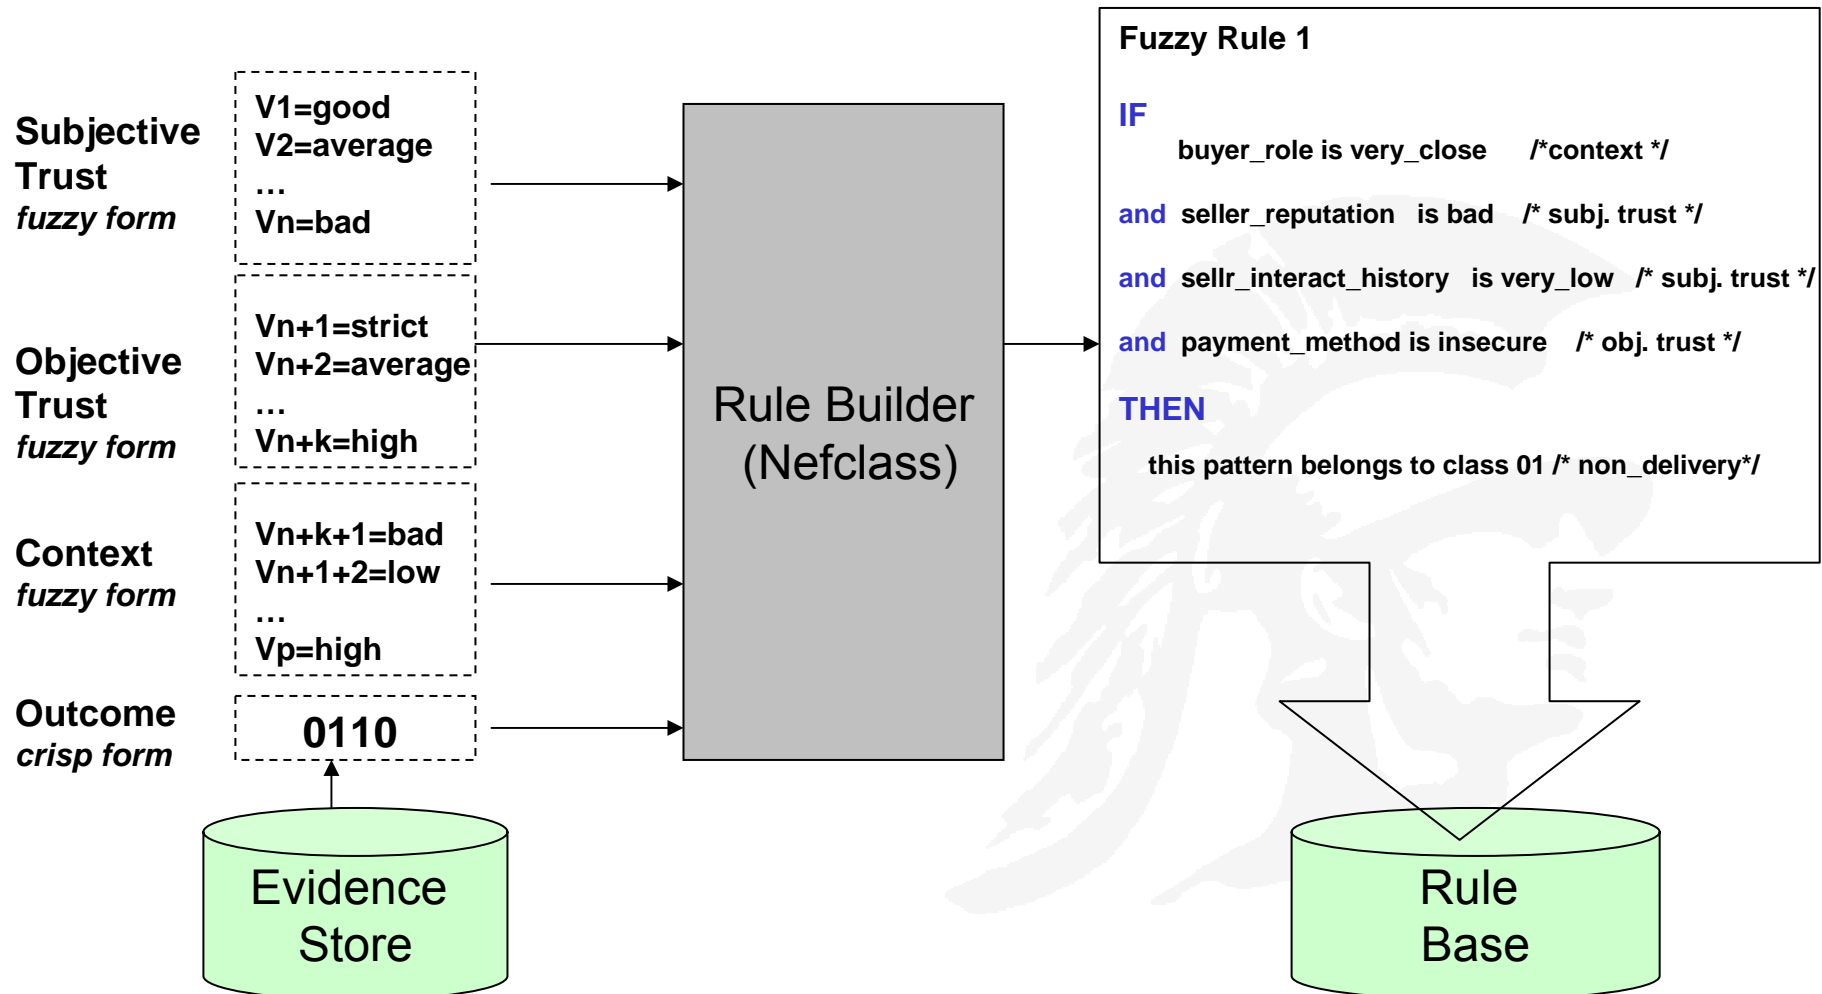 Subjective
Trust
fuzzy form
V1=good
V2=average
…
Vn=bad
Objective
Trust
fuzzy form
Vn+1=strict
Vn+2=average
…
Vn+k=high
Context
fuzzy form
Vn+k+1=bad
Vn+1+2=low
…
Vp=high
Outcome
crisp form
0110
Evidence
Store
Rule Builder
(Nefclass)
Fuzzy Rule 1
IF
buyer_role is very_close /*context */
and seller_reputation is bad /* subj. trust */
and sellr_interact_history is very_low /* subj. trust */
and payment_method is insecure /* obj. trust */
THEN
this pattern belongs to class 01 /* non_delivery*/
Rule
Base